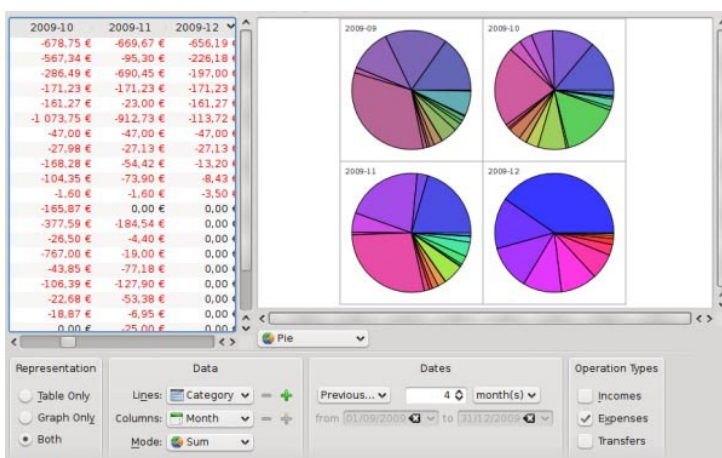 2009-10 2009-11 2009-12
-678,75 € -669,67 € -656,19
-567,34 € -95,30 € -226,18
-286,49 € -690,45 € -197,00
-171,23 € -171,23 € -171,23
-161,27 € -23,00 € -161,27
-1 073,75 € -912,73 € -113,72
-47,00 € -47,00 € -47,00
-27,98 € -27,13 € -27,13
-168,28 € -54,42 € -13,20
-104,35 € -73,90 € -8,43
-1,60 € -1,60 € -3,50
-165,87 € 0,00 € 0,00
-377,59 € -184,54 € 0,00
-26,50 € -4,40 € 0,00
-767,00 € -19,00 € 0,00
-43,85 € -77,18 € 0,00
-106,39 € -127,90 € 0,00
-22,68 € -53,38 € 0,00
-18,87 € -6,95 € 0,00
0,00 € -25,00 € 0,00
2009-09 2009-10
2009-11 2009-12
Pie
Representation
Table Only
Graph Only
Both
Data
Lines: Category
Columns: Month
Mode: Sum
Dates
Previous... 4 month(s)
from 01/09/2009 to 31/12/2009
Operation Types
Incomes
Expenses
Transfers